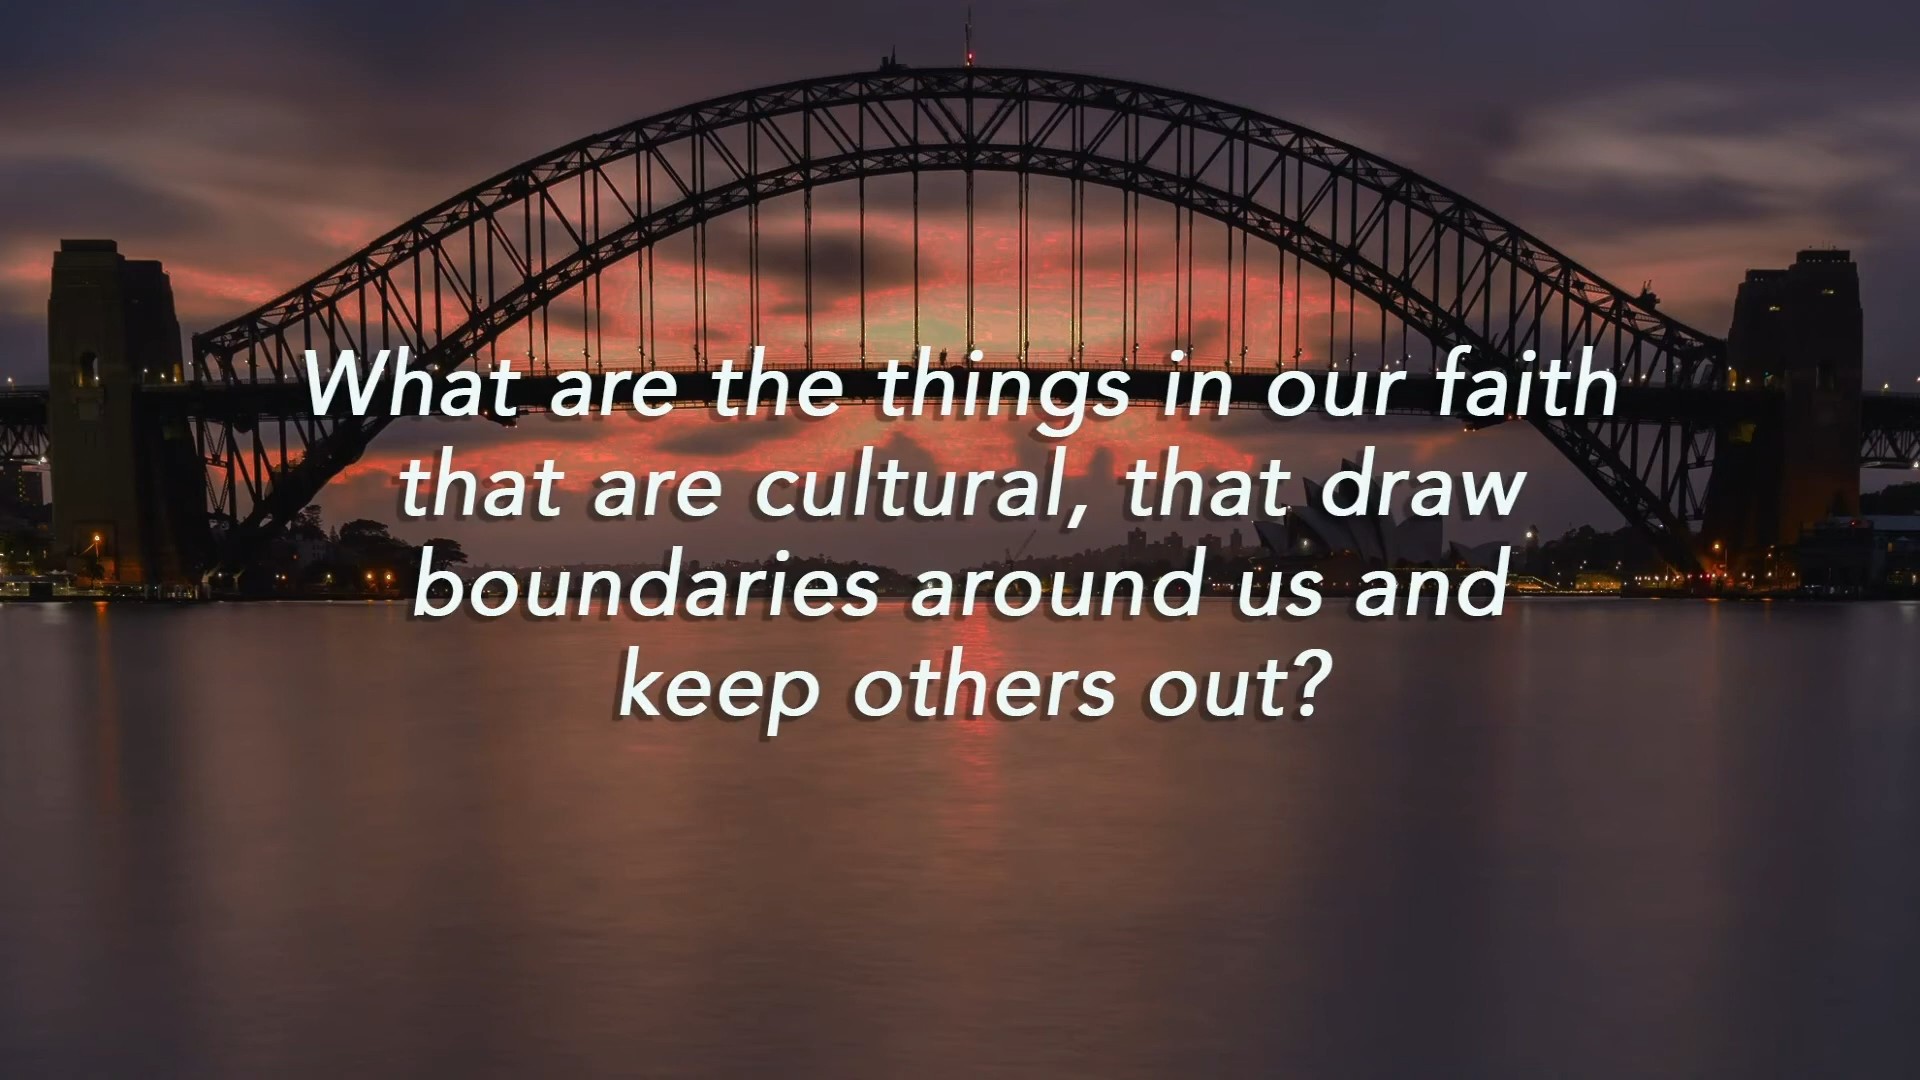 What are the things in our faith
that are cultural, that draw
boundaries around us and
keep others out?